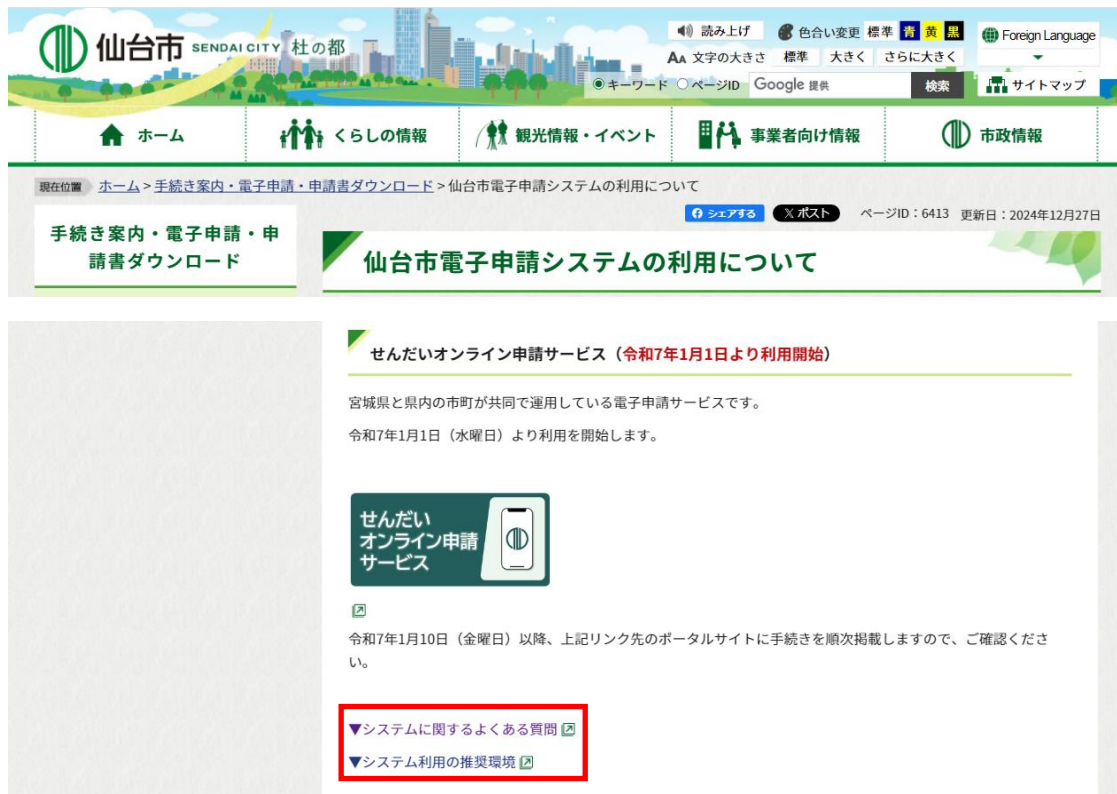 仙台市 SENDAI CITY 杜の都
読み上げ 色合い変更 標準 青 黄 黒 Foreign Language
AA 文字の大きさ 標準 大きく さらに大きく
キーワード ページID Google 提供 検索 サイトマップ
ホーム くらしの情報 観光情報・イベント 事業者向け情報 市政情報
現在位置 ホーム > 手続き案内・電子申請・申請書ダウンロード > 仙台市電子申請システムの利用について
シェアする ポスト ページID：6413 更新日：2024年12月27日
手続き案内・電子申請・申
請書ダウンロード
仙台市電子申請システムの利用について
せんだいオンライン申請サービス（令和7年1月1日より利用開始）
宮城県と県内の市町が共同で運用している電子申請サービスです。
令和7年1月1日（水曜日）より利用を開始します。
せんだい
オンライン申請
サービス
令和7年1月10日（金曜日）以降、上記リンク先のポータルサイトに手続きを順次掲載しますので、ご確認くださ
い。
▼システムに関するよくある質問
▼システム利用の推奨環境